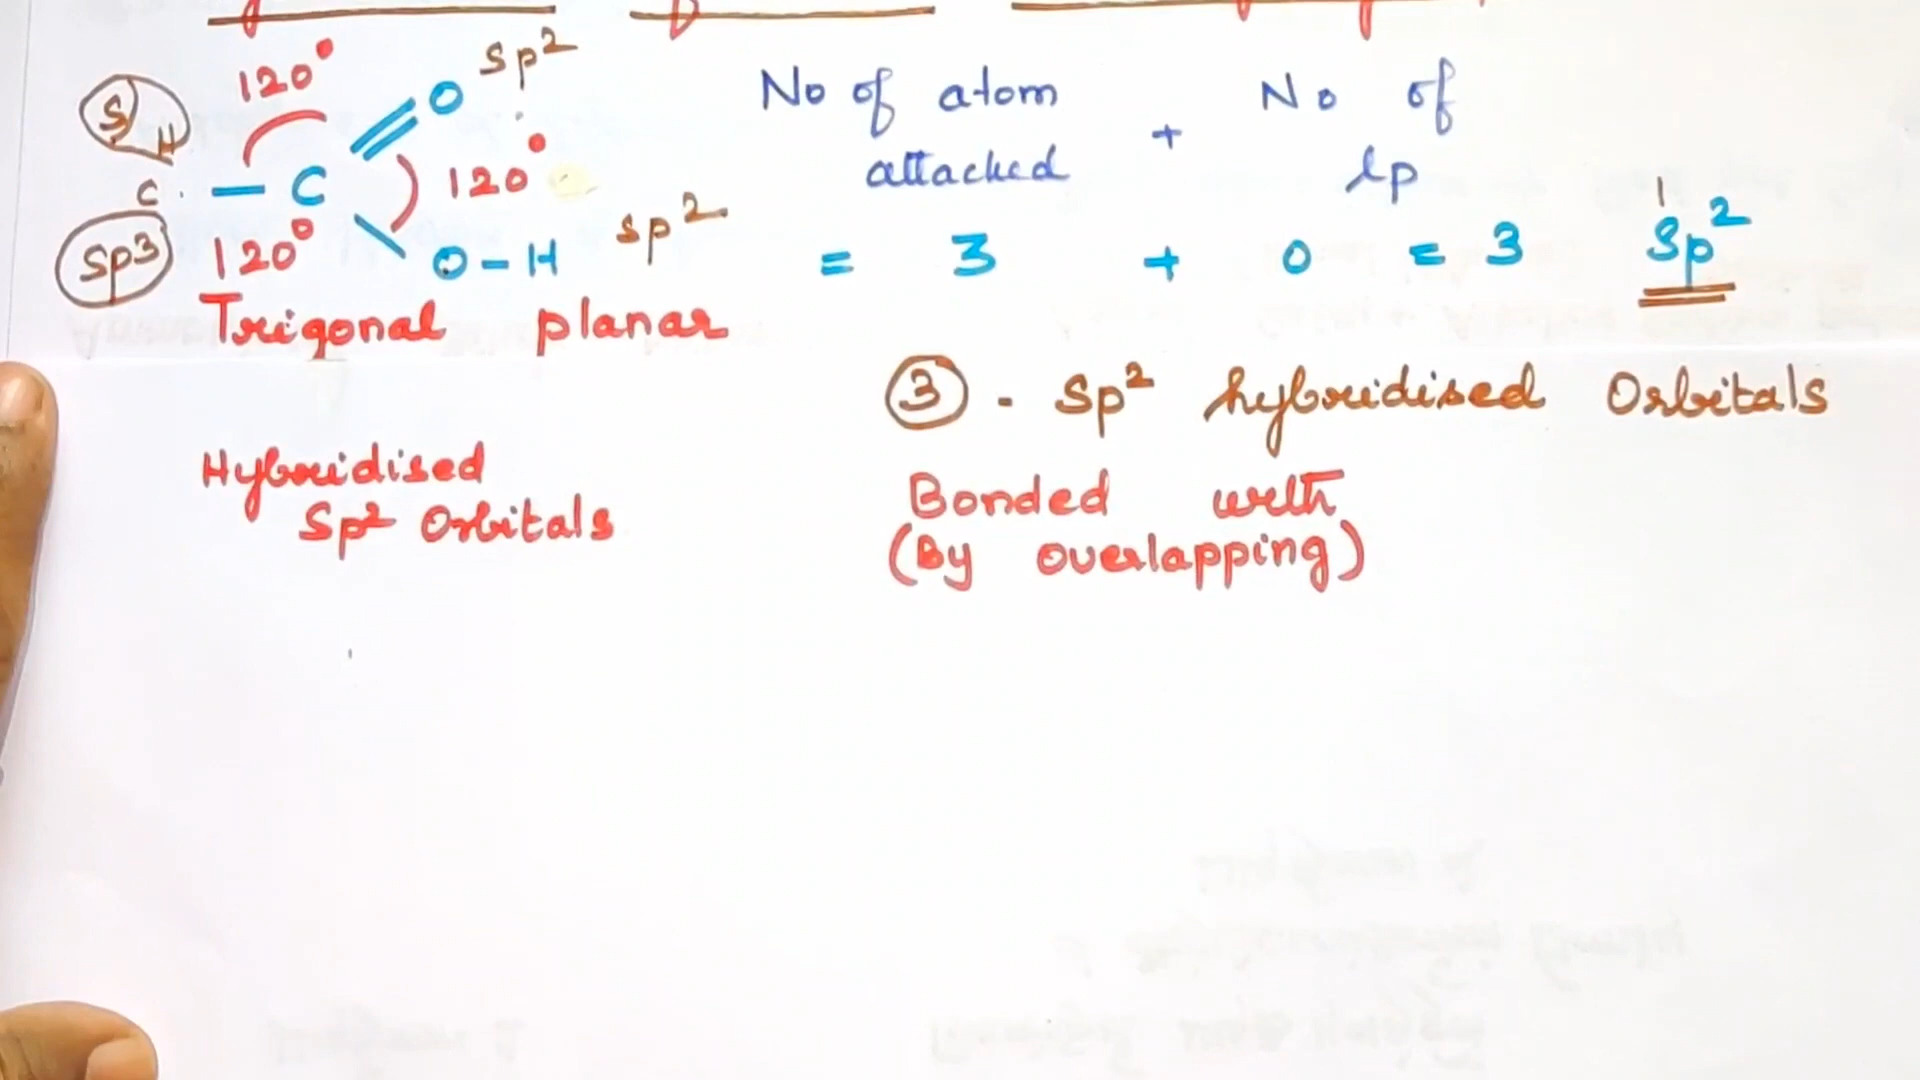 120°
O sp2
S/H
No of atom + No of
attached lp
C - C 120°
sp3 120° O-H sp2
= 3 + 0 = 3 Sp2
Trigonal planar
3 - Sp2 hybridised Orbitals
Hybridised
Sp2 Orbitals
Bonded with
(By overlapping)